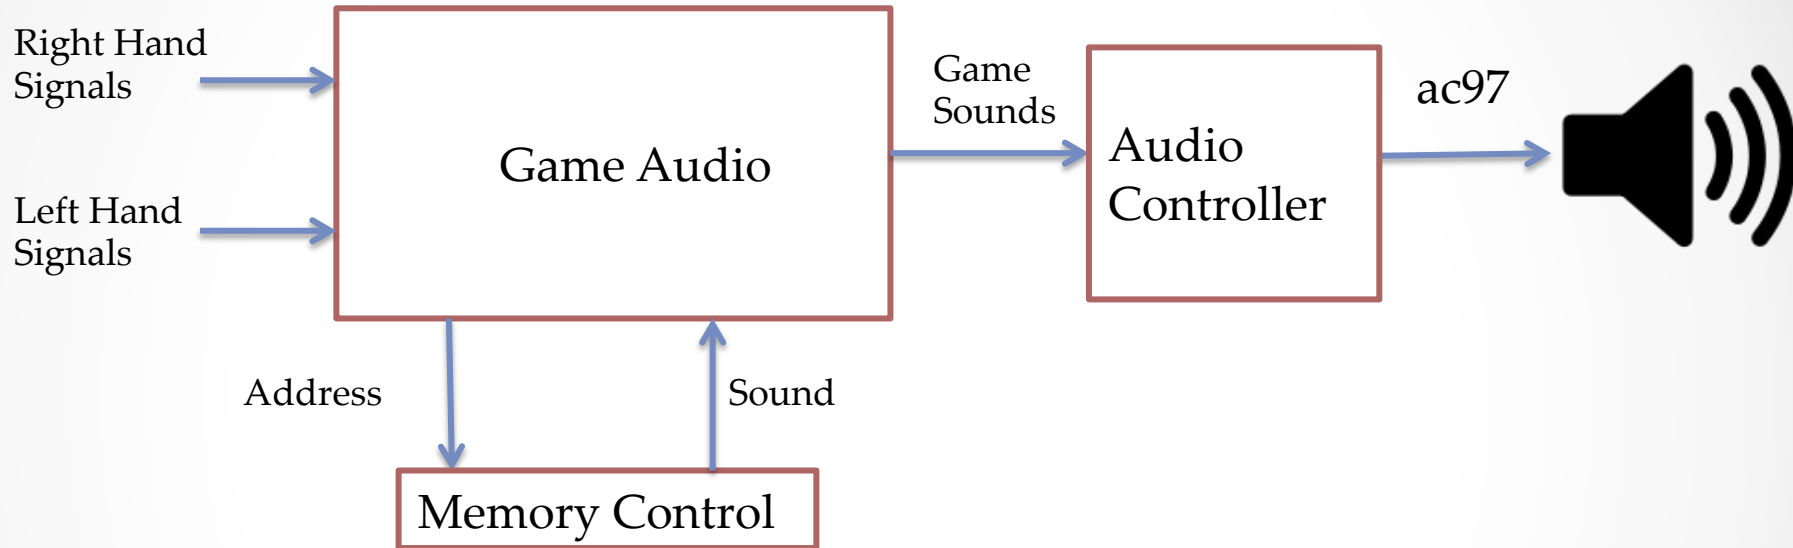 Right Hand
Signals
Left Hand
Signals
Game Audio
Game
Sounds
Audio
Controller
ac97
Address
Sound
Memory Control